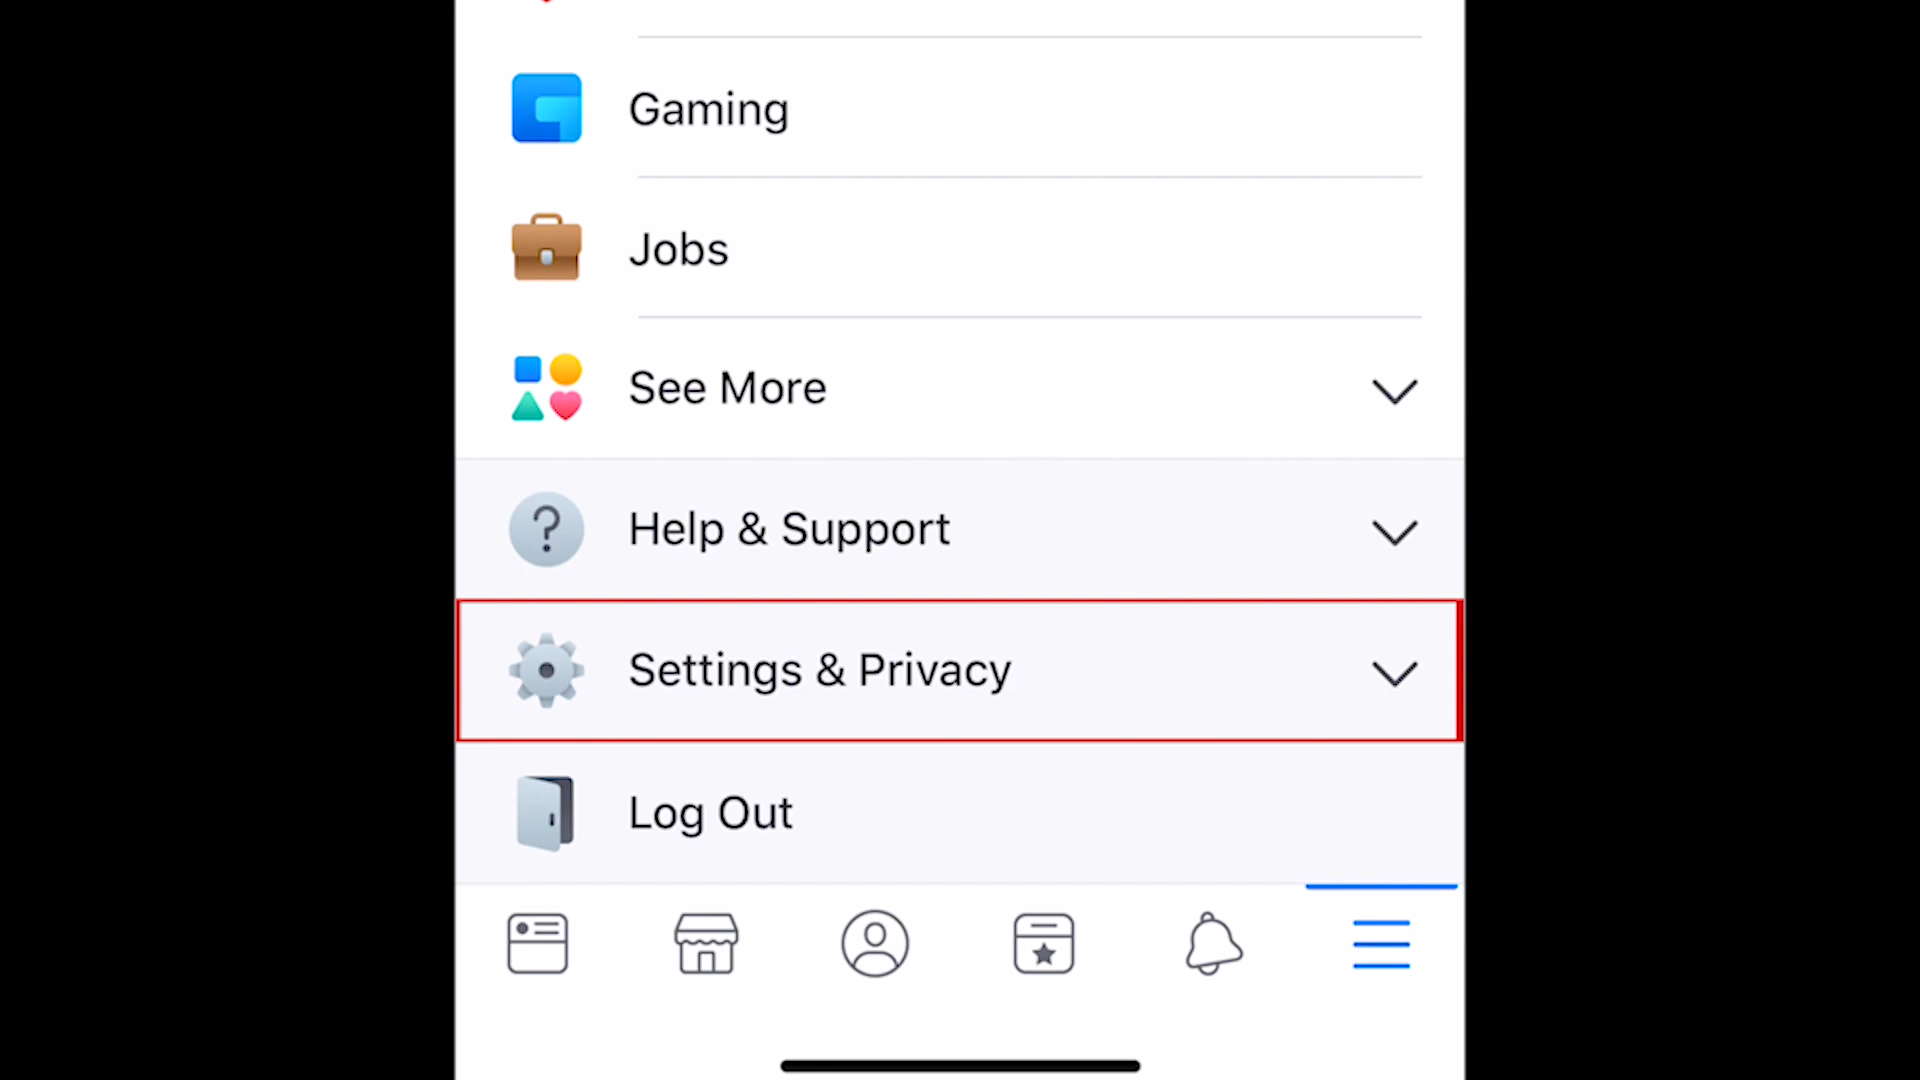 Gaming
Jobs
See More
Help & Support
Settings & Privacy
Log Out